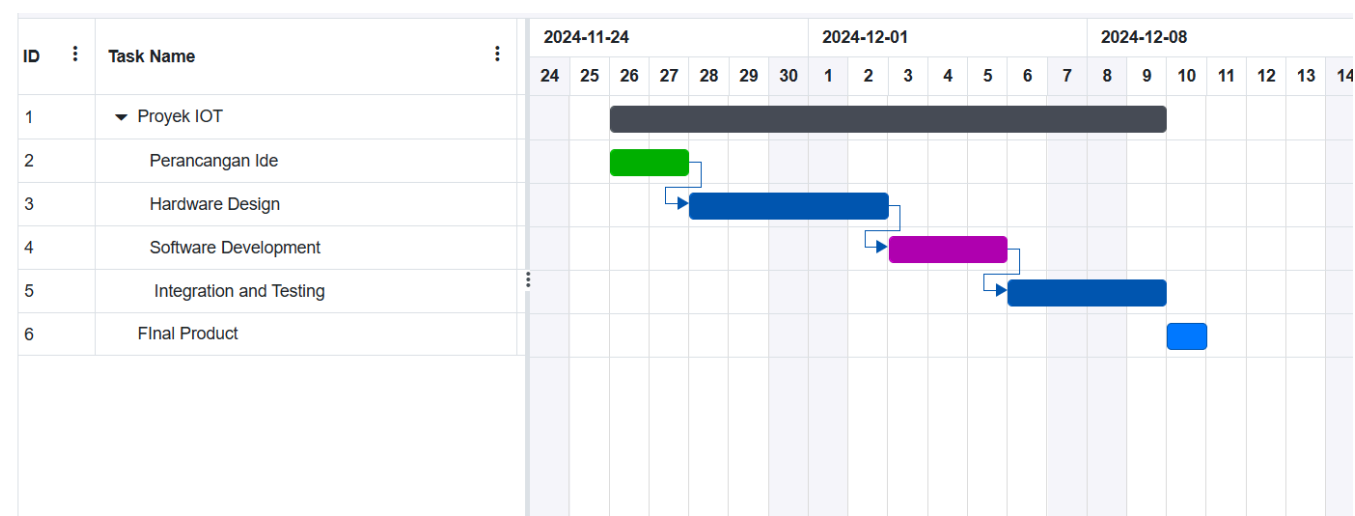 2024-11-24 2024-12-01 2024-12-08
ID Task Name
24 25 26 27 28 29 30 1 2 3 4 5 6 7 8 9 10 11 12 13 14
1 Proyek IOT
2 Perancangan Ide
3 Hardware Design
4 Software Development
5 Integration and Testing
6 FInal Product